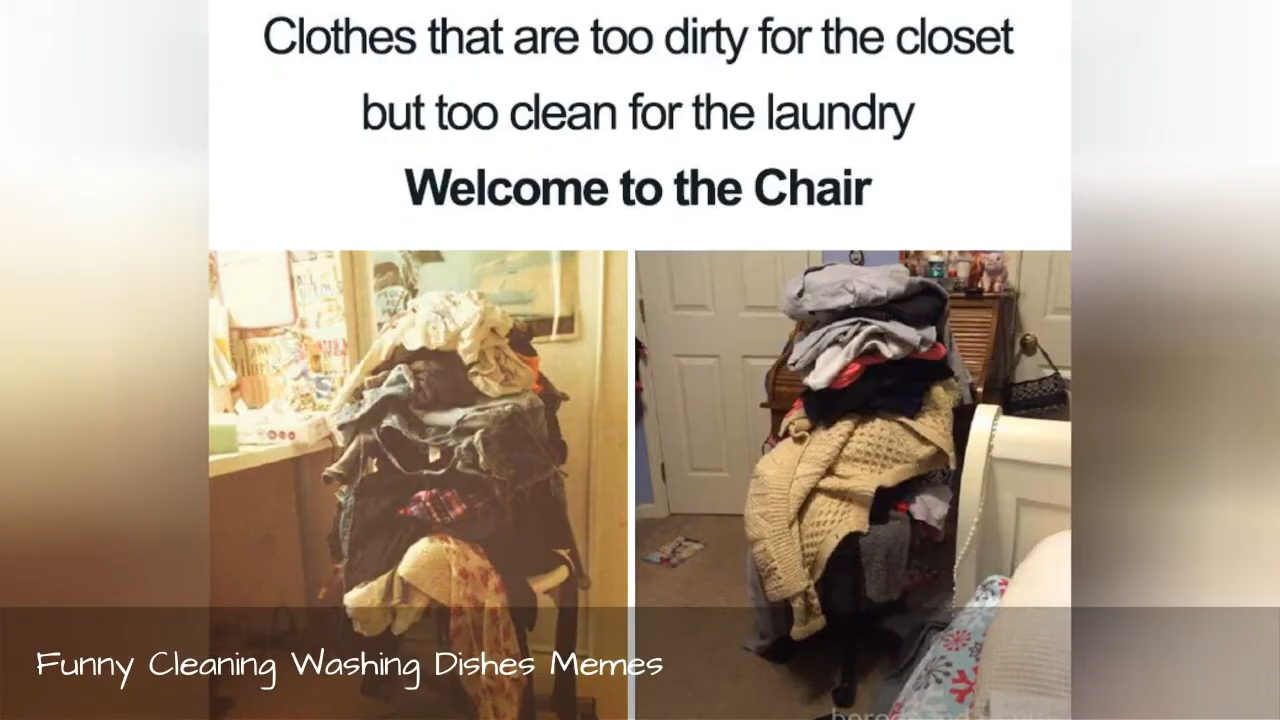 Clothes that are too dirty for the closet
but too clean for the laundry
Welcome to the Chair
Funny Cleaning Washing Dishes Memes